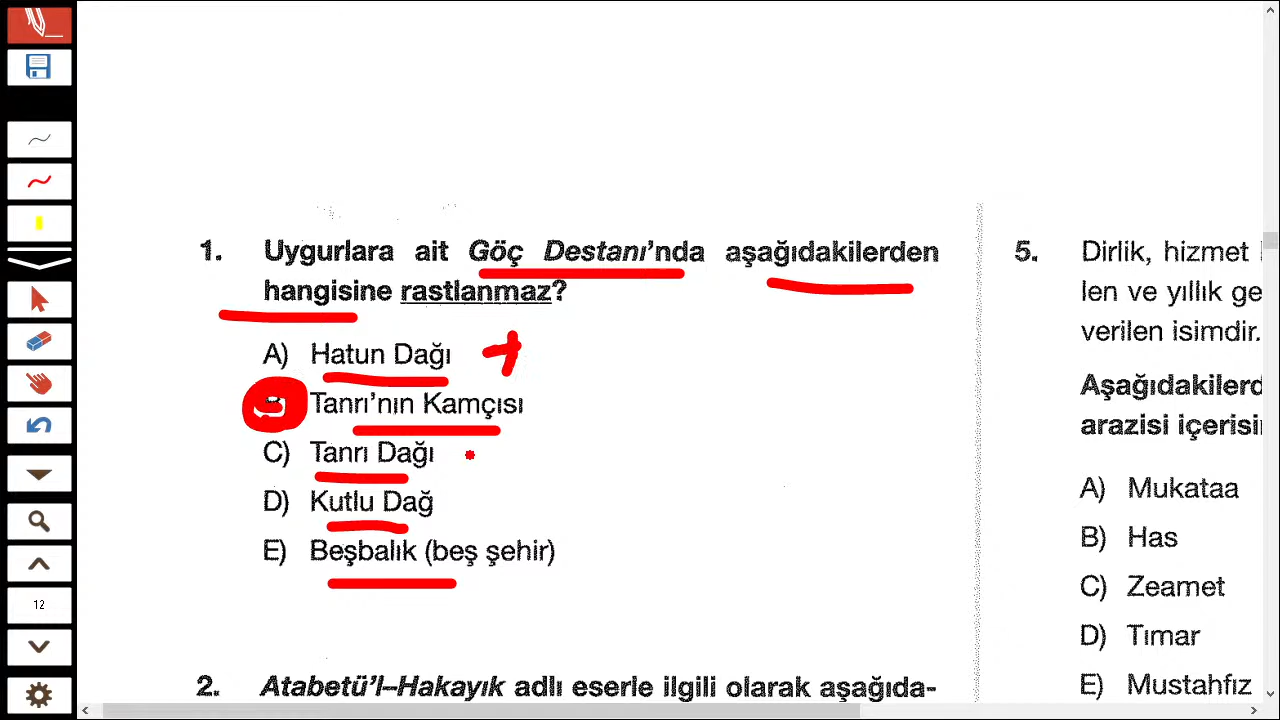 1. Uygurlara ait Göç Destanı'nda aşağıdakilerden
hangisine rastlanmaz?
A) Hatun Dağı
B) Tanrı'nın Kamçısı
C) Tanrı Dağı
D) Kutlu Dağ
E) Beşbalık (beş şehir)
2. Atabetü'l–Hakayık adlı eserle ilgili olarak aşağıda-
5. Dirlik, hizmet
len ve yıllık ge
verilen isimdir.
Aşağıdakilerd
arazisi içerisi
A) Mukataa
B) Has
C) Zeamet
D) Tımar
E) Mustahfız
12